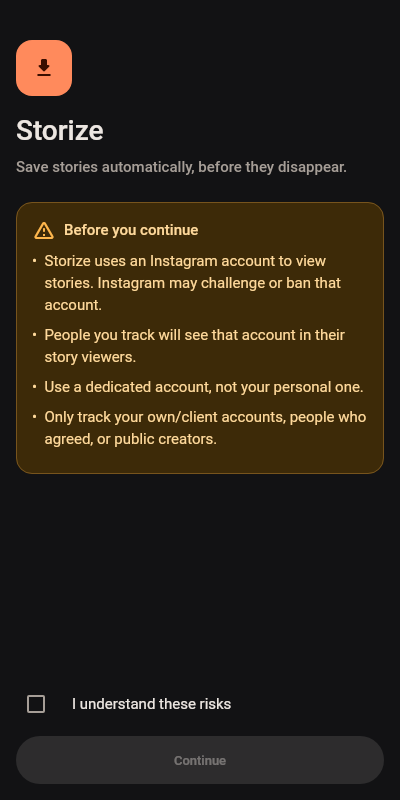 Storize
Save stories automatically, before they disappear.
Before you continue
• Storize uses an Instagram account to view
stories. Instagram may challenge or ban that
account.
• People you track will see that account in their
story viewers.
• Use a dedicated account, not your personal one.
• Only track your own/client accounts, people who
agreed, or public creators.
I understand these risks
Continue